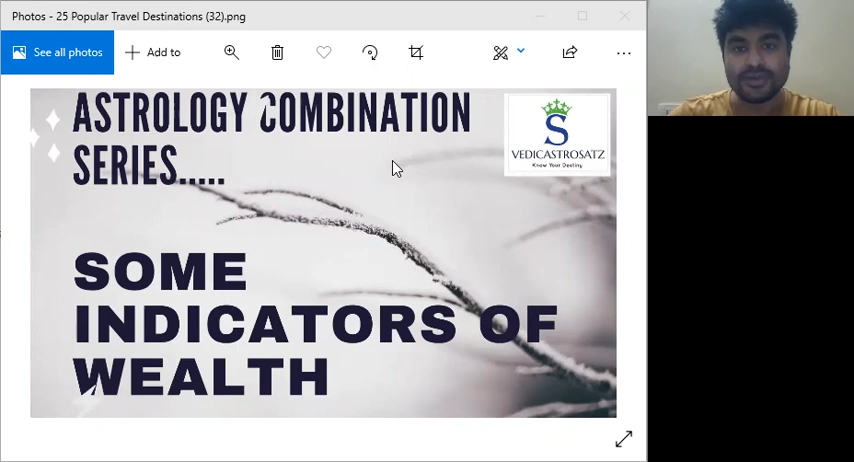 Photos - 25 Popular Travel Destinations (32).png
See all photos
Add to
ASTROLOGY COMBINATION
SERIES.....
S
VEDICASTROSATZ
Know Your Destiny
SOME
INDICATORS OF
WEALTH